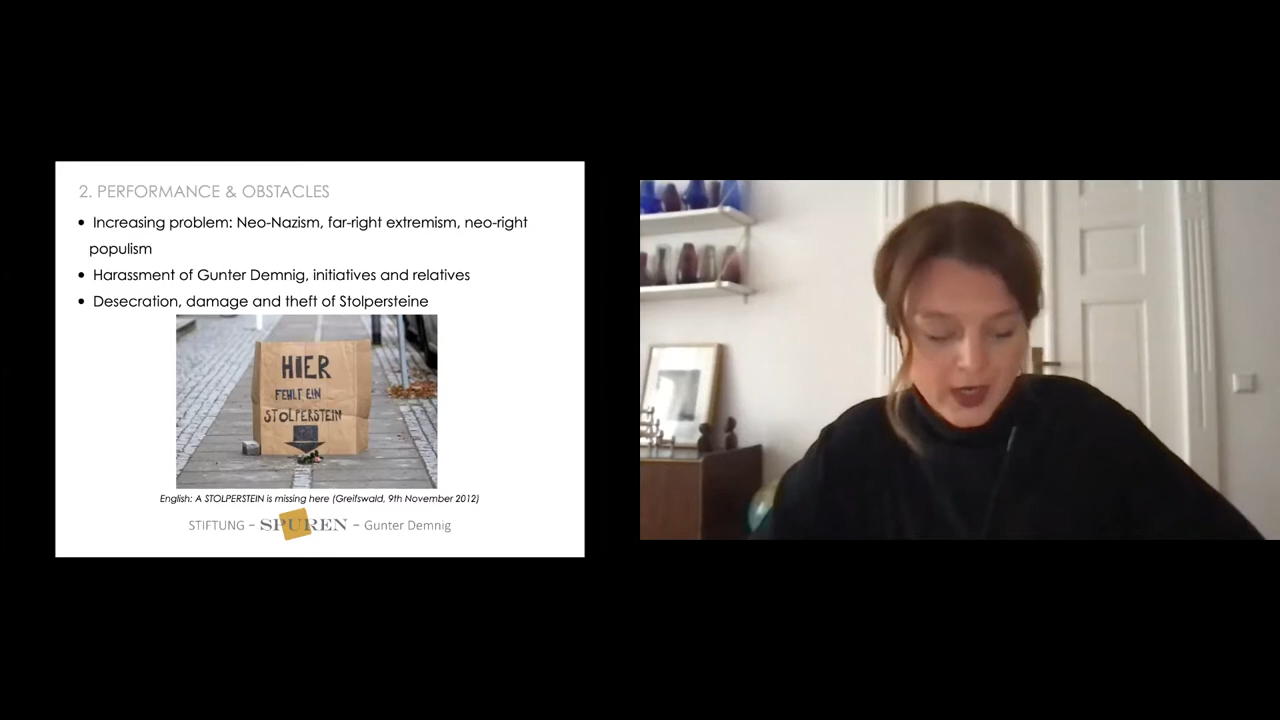 2. PERFORMANCE & OBSTACLES
• Increasing problem: Neo-Nazism, far-right extremism, neo-right
populism
• Harassment of Gunter Demnig, initiatives and relatives
• Desecration, damage and theft of Stolpersteine
HIER
FEHLT EIN
STOLPERSTEIN
English: A STOLPERSTEIN is missing here (Greifswald, 9th November 2012)
STIFTUNG – SPUREN – Gunter Demnig